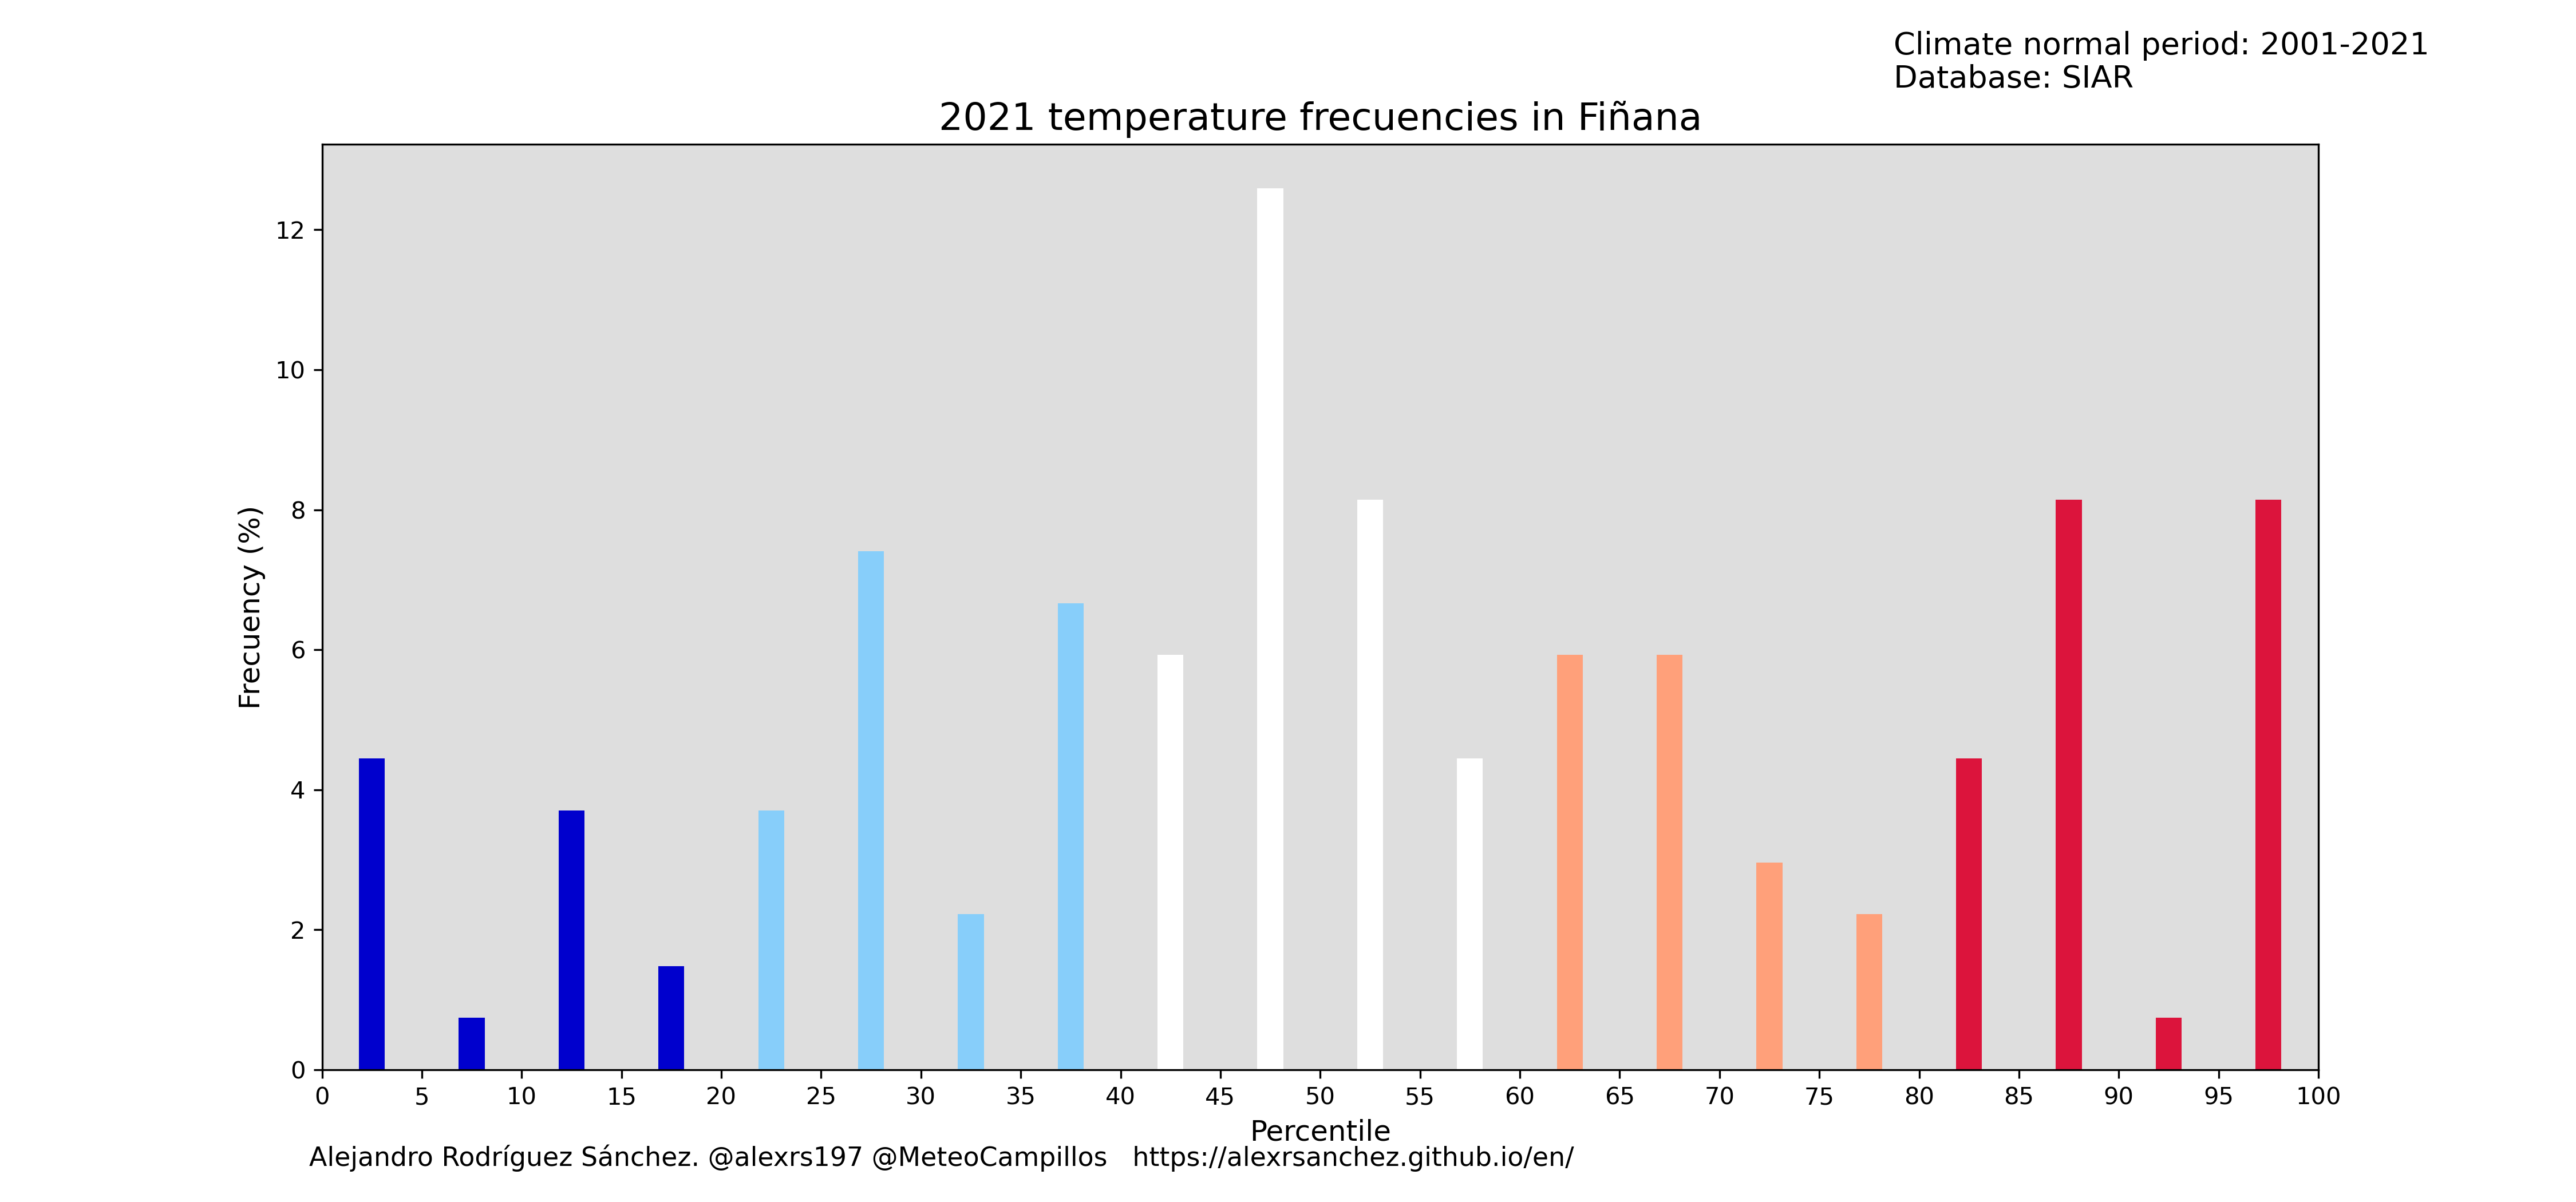 Climate normal period: 2001-2021
Database: SIAR
2021 temperature frecuencies in Fiñana
Frecuency (%)
12
10
8
6
4
2
0
0 5 10 15 20 25 30 35 40 45 50 55 60 65 70 75 80 85 90 95 100
Percentile
Alejandro Rodríguez Sánchez. @alexrs197 @MeteoCampillos https://alexrsanchez.github.io/en/